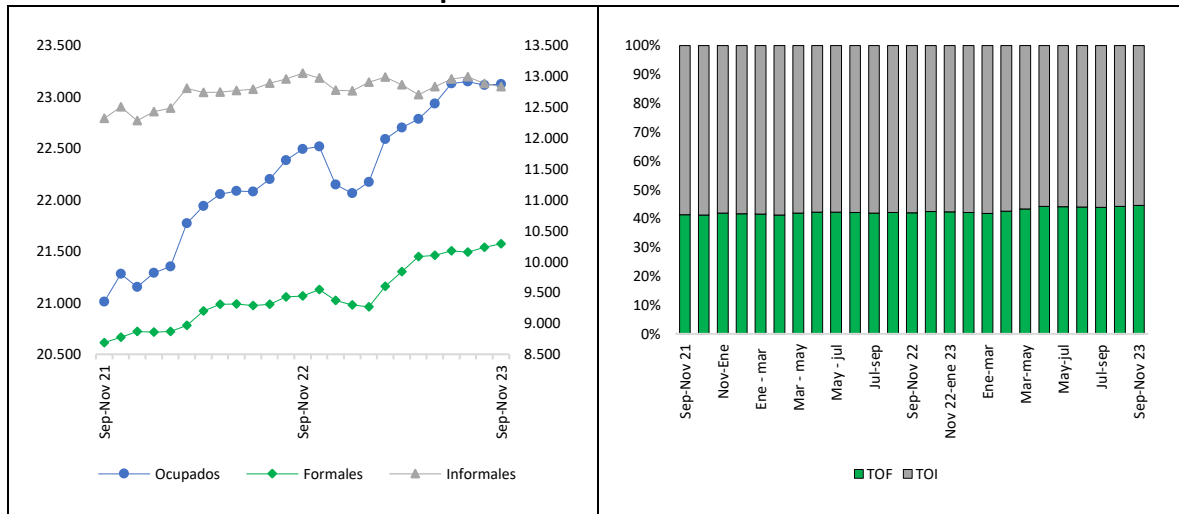 23.500
23.000
22.500
22.000
21.500
21.000
20.500
13.500
13.000
12.500
12.000
11.500
11.000
10.500
10.000
9.500
9.000
8.500
Sep-Nov 21
Sep-Nov 22
Sep-Nov 23
Ocupados
Formales
Informales
100%
90%
80%
70%
60%
50%
40%
30%
20%
10%
0%
Sep-Nov 21
Nov-Ene
Ene - mar
Mar - may
May - jul
Jul-sep
Sep-Nov 22
Nov 22-ene 23
Ene-mar
Mar-may
May-jul
Jul-sep
Sep-Nov 23
TOF
TOI